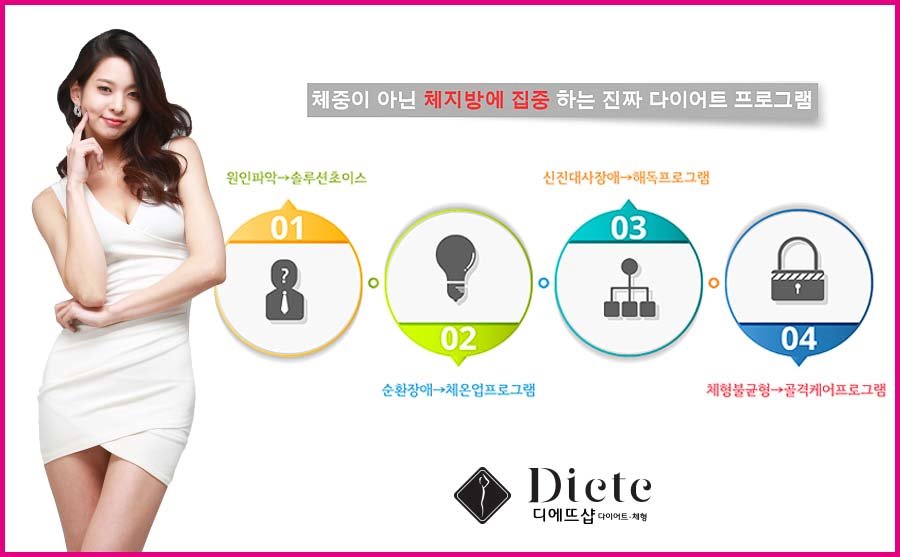 체중이 아닌 체지방에 집중 하는 진짜 다이어트 프로그램
원인파악→솔루션초이스
01
?
순환장애→체온업프로그램
02
신진대사장애→해독프로그램
03
체형불균형→골격케어프로그램
04
Diete
디에뜨샵 다이어트·체형